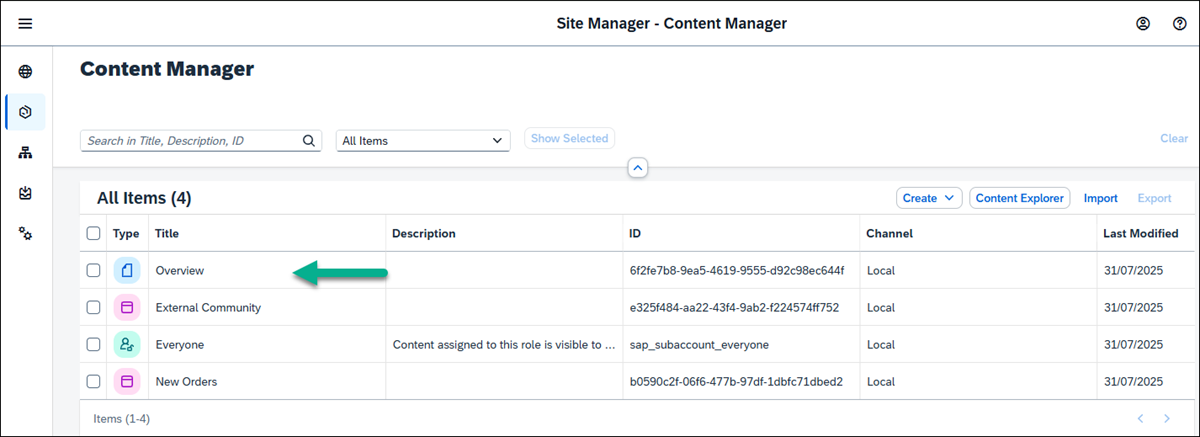 Site Manager - Content Manager
Content Manager
Search in Title, Description, ID All Items Show Selected Clear
All Items (4) Create Content Explorer Import Export
Type Title Description ID Channel Last Modified
Overview 6f2fe7b8-9ea5-4619-9555-d92c98ec644f Local 31/07/2025
External Community e325f484-aa22-43f4-9ab2-f224574ff752 Local 31/07/2025
Everyone Content assigned to this role is visible to ... sap_subaccount_everyone Local 31/07/2025
New Orders b0590c2f-06f6-477b-97df-1dbfc71dbed2 Local 31/07/2025
Items (1-4)